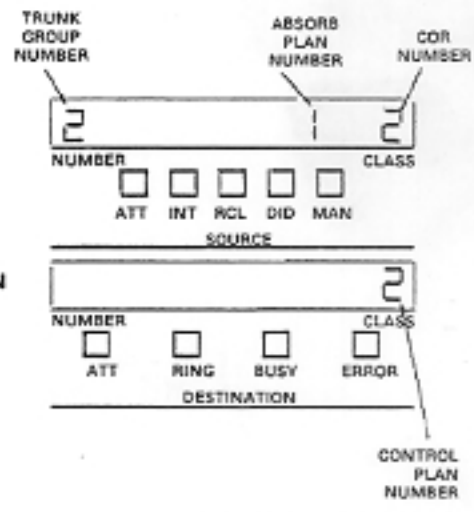 TRUNK GROUP NUMBER
ABSORB PLAN NUMBER
COR NUMBER
2 1 2
NUMBER CLASS
ATT INT RCL DID MAN
SOURCE
N
2
NUMBER CLASS
ATT RING BUSY ERROR
DESTINATION
CONTROL PLAN NUMBER